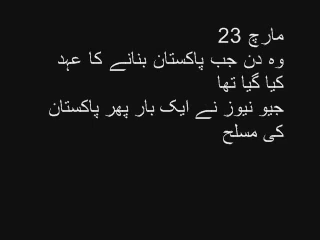 23 مارچ
وہ دن جب پاکستان بنانے کا عہد
کیا گیا تھا
جیو نیوز نے ایک بار پھر پاکستان
کی مسلح